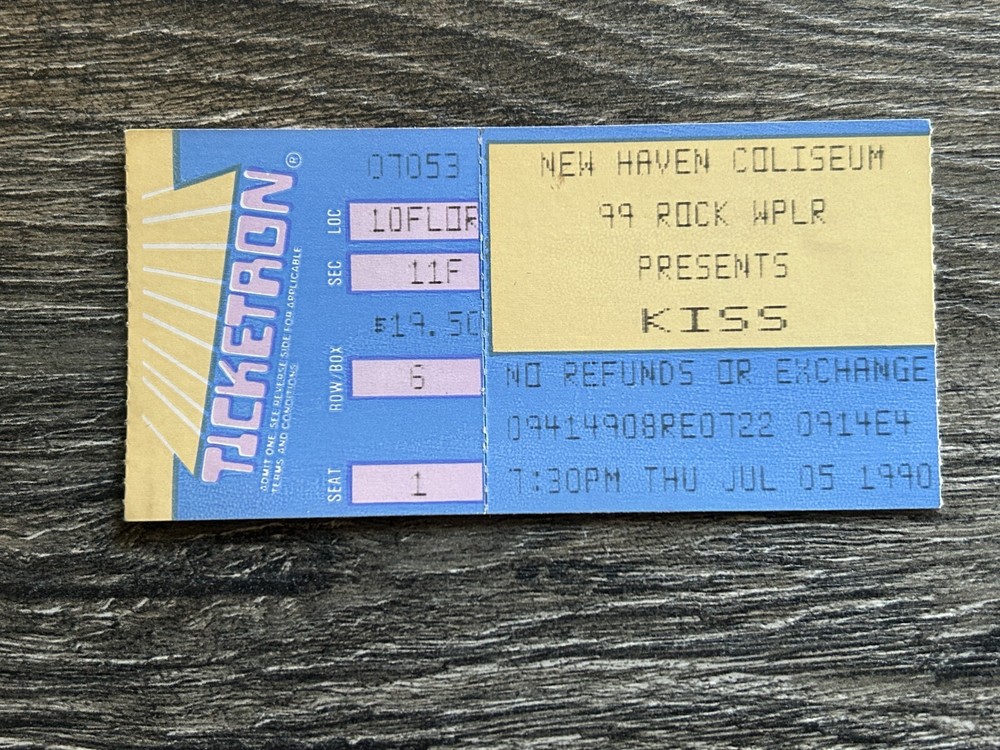 TICKETRON®
ADMIT ONE. SEE REVERSE SIDE FOR APPLICABLE
TERMS AND CONDITIONS.
07053
LOC 10FLOR
SEC 11F
$19.50
ROW/BOX 6
SEAT 1
NEW HAVEN COLISEUM
99 ROCK WPLR
PRESENTS
KISS
NO REFUNDS OR EXCHANGE
09414908RE0722 0914E4
7:30PM THU JUL 05 1990